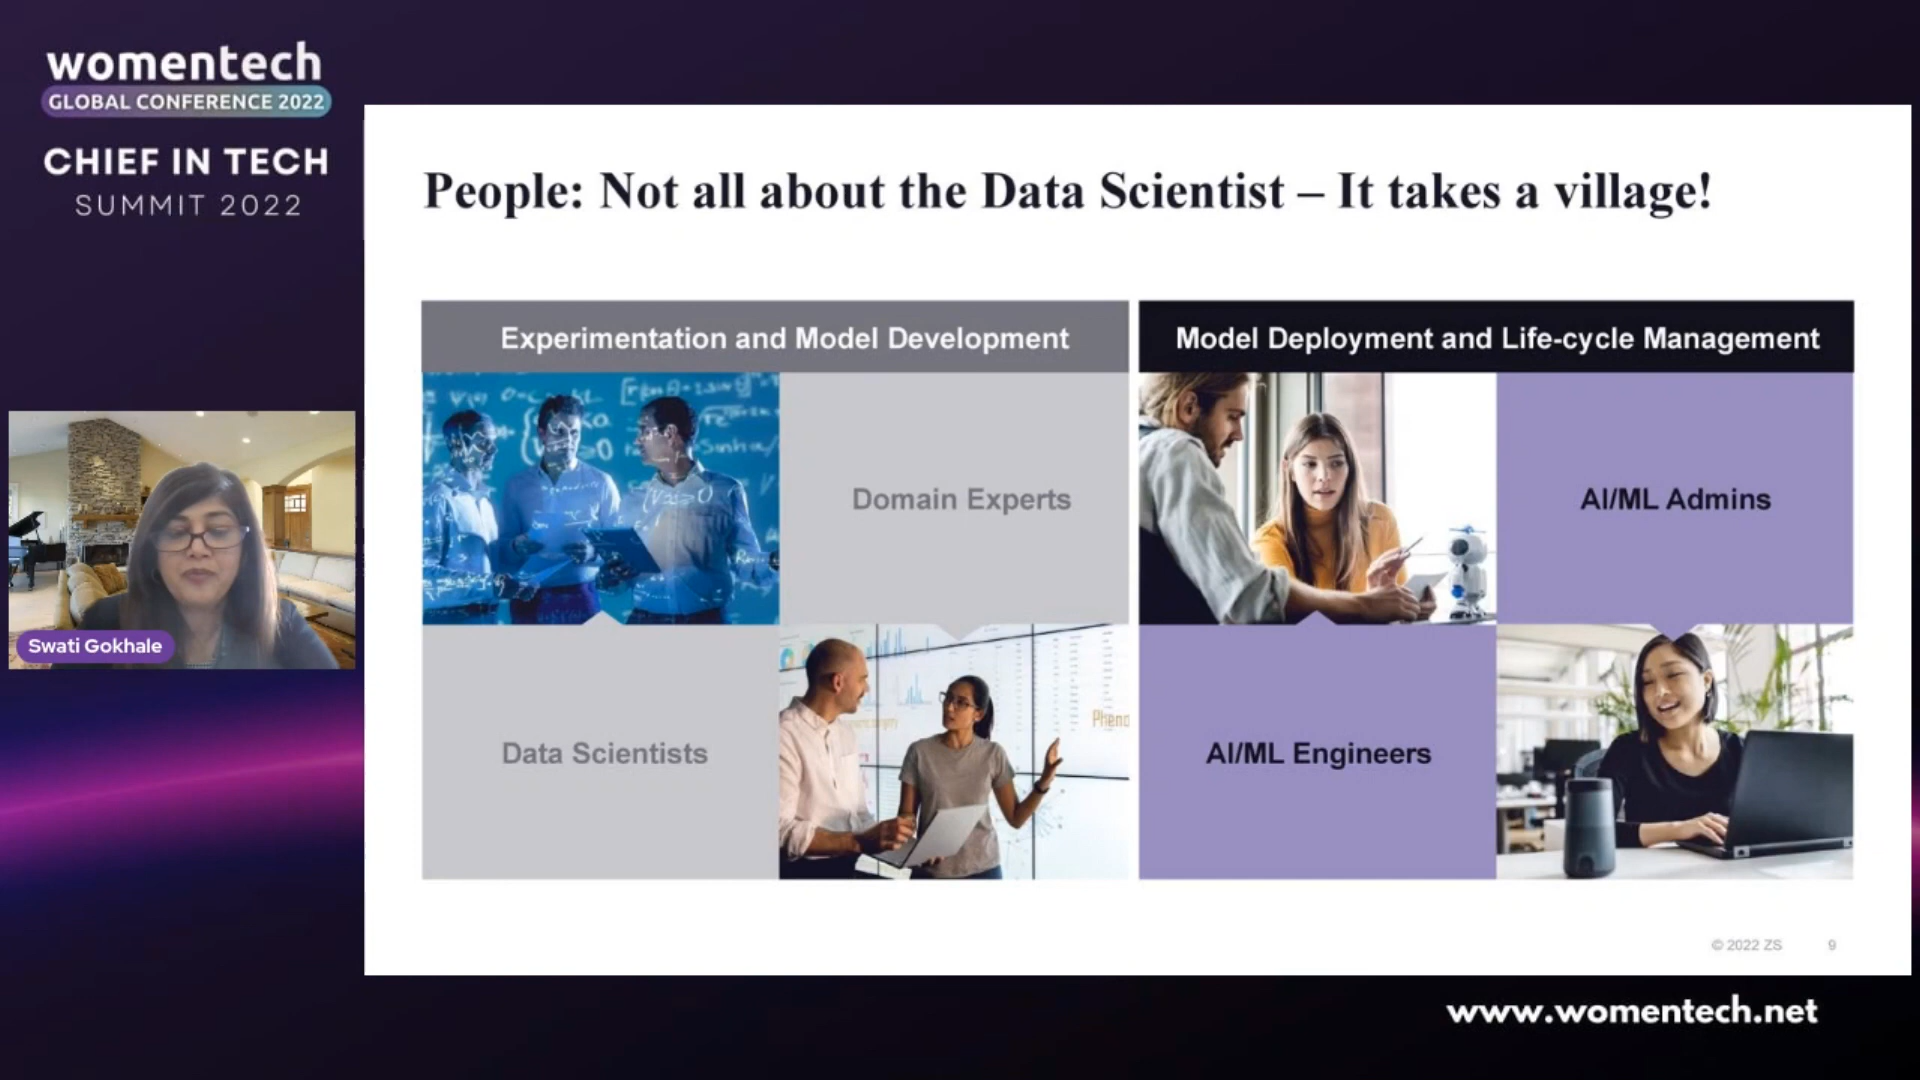 womentech
GLOBAL CONFERENCE 2022
CHIEF IN TECH
SUMMIT 2022
People: Not all about the Data Scientist – It takes a village!
Experimentation and Model Development
Model Deployment and Life-cycle Management
Domain Experts
AI/ML Admins
Swati Gokhale
Data Scientists
AI/ML Engineers
© 2022 ZS
9
www.womentech.net